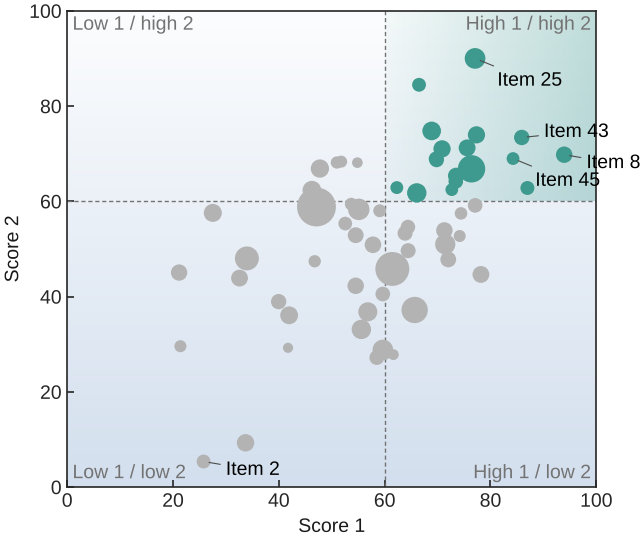 100
Low 1 / high 2
High 1 / high 2
Item 25
80
Item 43
Item 8
Item 45
60
Score 2
40
20
Low 1 / low 2
Item 2
High 1 / low 2
0
0
20
40
60
80
100
Score 1